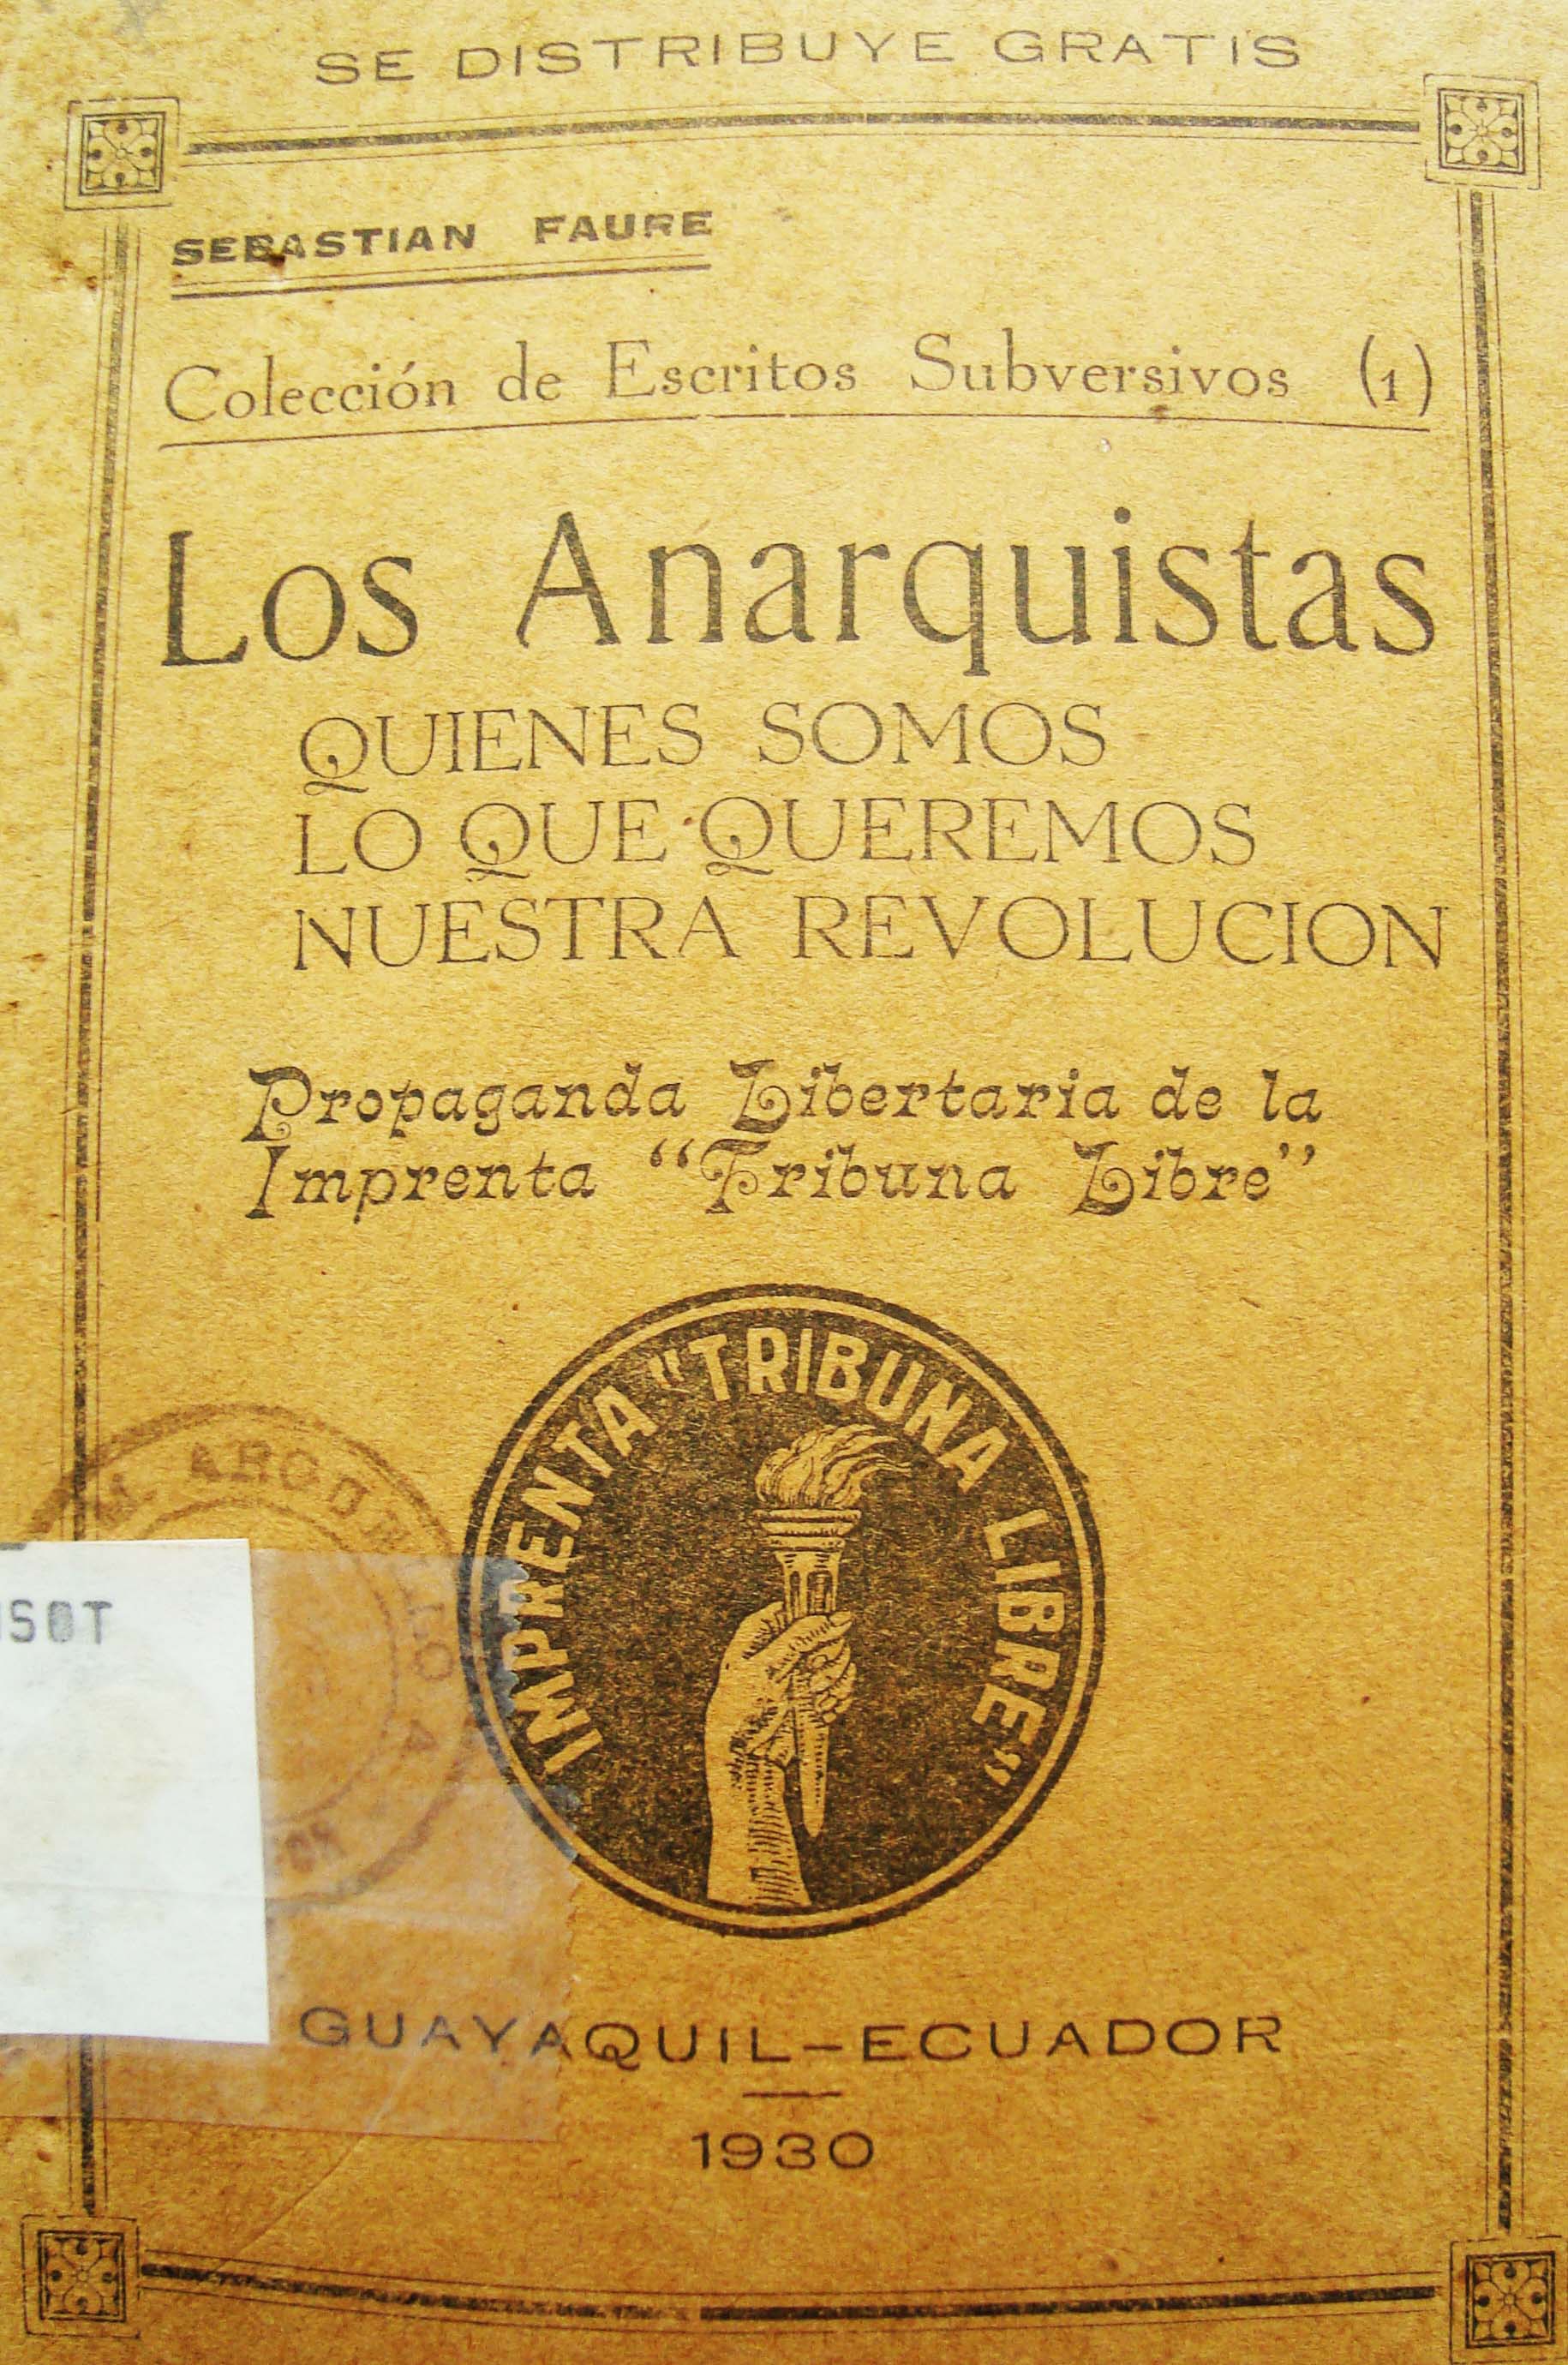 SE DISTRIBUYE GRATIS
SEBASTIAN FAURE
Colección de Escritos Subversivos (1)
Los Anarquistas
QUIENES SOMOS
LO QUE QUEREMOS
NUESTRA REVOLUCION
Propaganda Libertaria de la
Imprenta “Tribuna Libre”
IMPRENTA "TRIBUNA LIBRE"
GUAYAQUIL—ECUADOR
1930